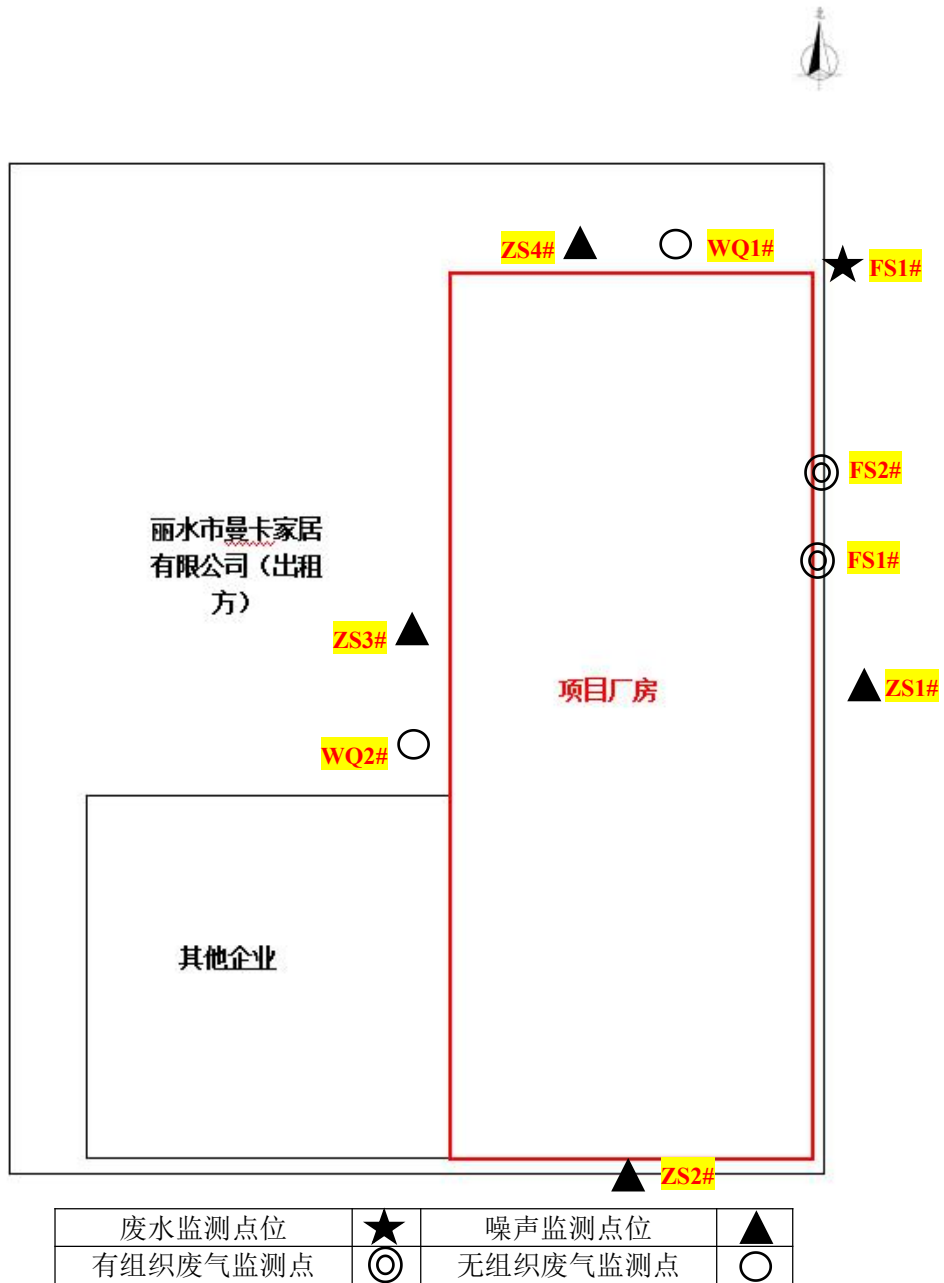 北
ZS4#
WQ1#
FS1#
FS2#
丽水市曼卡家居
有限公司（出租
方）
FS1#
ZS3#
项目厂房
ZS1#
WQ2#
其他企业
ZS2#
废水监测点位 ★ 噪声监测点位 ▲
有组织废气监测点 ◎ 无组织废气监测点 ○